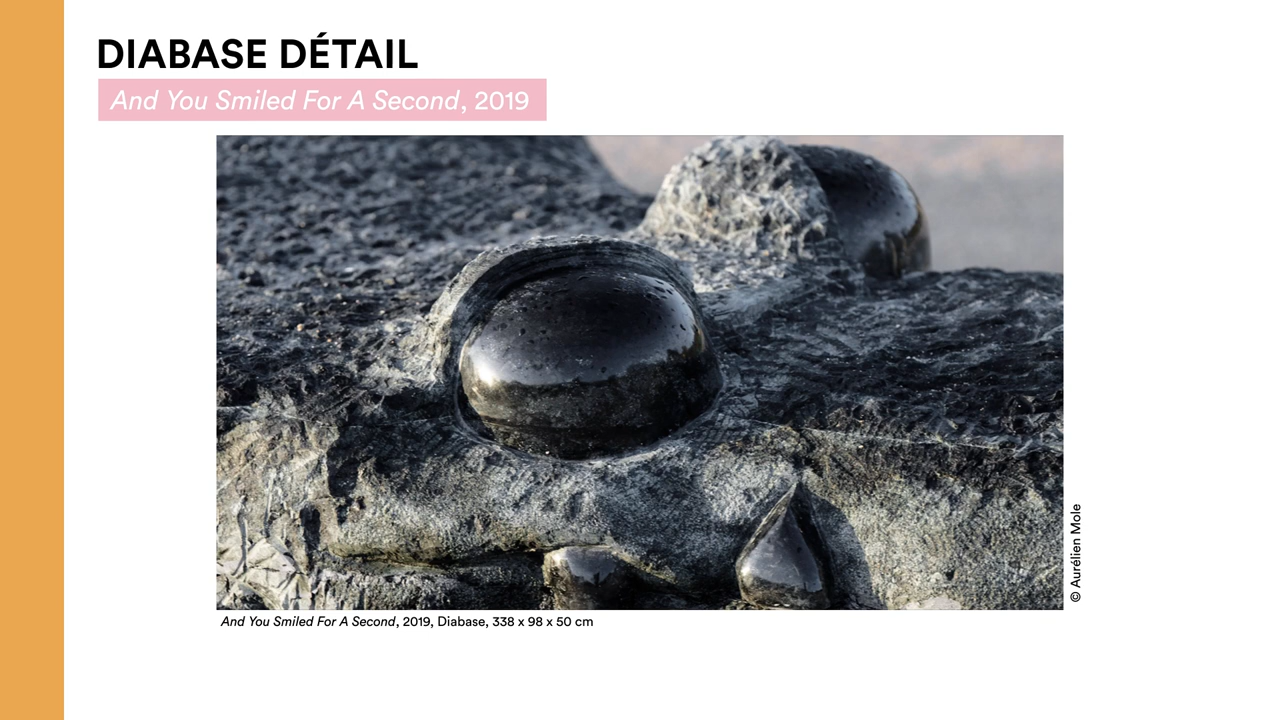 DIABASE DÉTAIL
And You Smiled For A Second, 2019
© Aurélien Mole
And You Smiled For A Second, 2019, Diabase, 338 x 98 x 50 cm